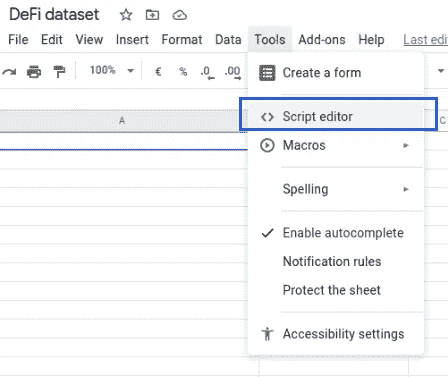 DeFi dataset
File Edit View Insert Format Data Tools Add-ons Help Last edi
100% € % .0 .00
A
C
Create a form
Script editor
Macros
Spelling
Enable autocomplete
Notification rules
Protect the sheet
Accessibility settings